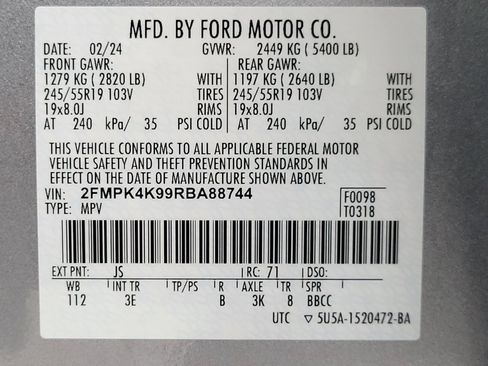 MFD. BY FORD MOTOR CO.
DATE: 02/24 GVWR: 2449 KG ( 5400 LB)
FRONT GAWR: REAR GAWR:
1279 KG ( 2820 LB) WITH 1197 KG ( 2640 LB) WITH
245/55R19 103V TIRES 245/55R19 103V TIRES
19x8.0J RIMS 19x8.0J RIMS
AT 240 kPa/ 35 PSI COLD AT 240 kPa/ 35 PSI COLD
THIS VEHICLE CONFORMS TO ALL APPLICABLE FEDERAL MOTOR
VEHICLE SAFETY AND THEFT PREVENTION STANDARDS IN
EFFECT ON THE DATE OF MANUFACTURE SHOWN ABOVE.
VIN: 2FMPK4K99RBA88744 F0098
TYPE: MPV T0318
EXT PNT: JS RC: 71 DSO:
WB INT TR TP/PS R AXLE TR SPR
112 3E B 3K 8 BBCC
UTC ▽ 5U5A-1520472-BA